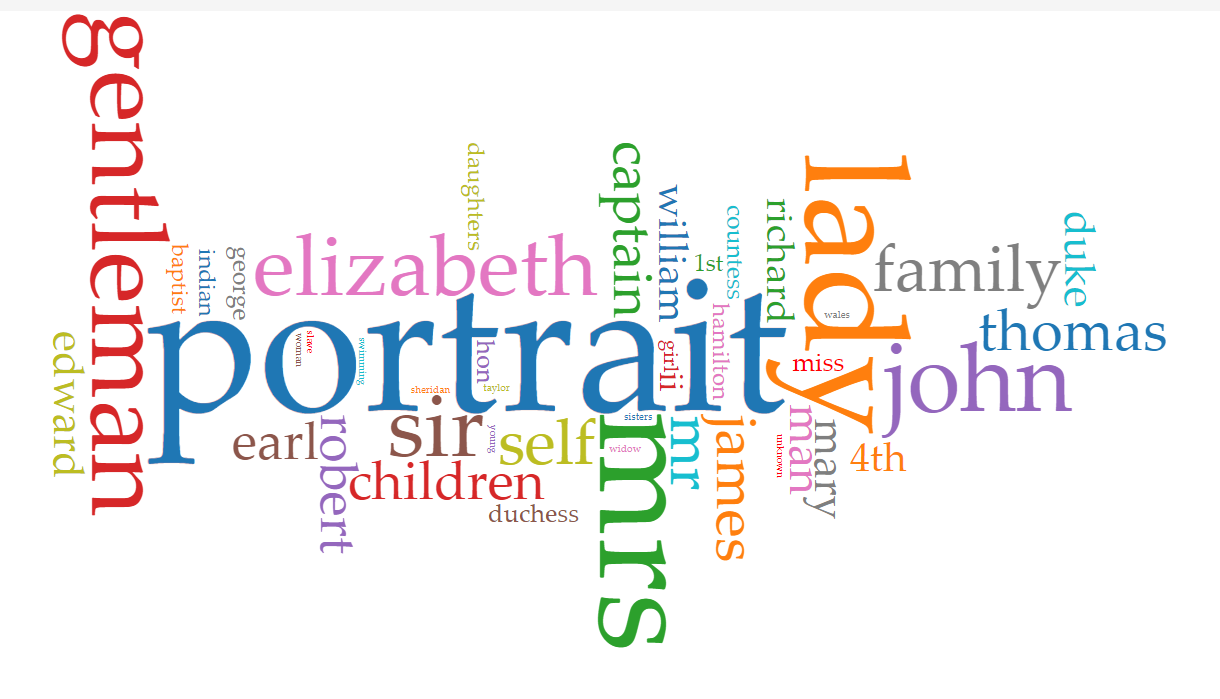 gentleman
portrait
lady
mrs
elizabeth
john
sir
thomas
family
self
children
captain
james
earl
robert
mr
man
william
richard
edward
mary
duke
4th
hon
1st
countess
hamilton
girlii
miss
george
indian
baptist
daughters
duchess
wales
sheridan
taylor
swimming
slave
woman
young
sisters
widow
unknown